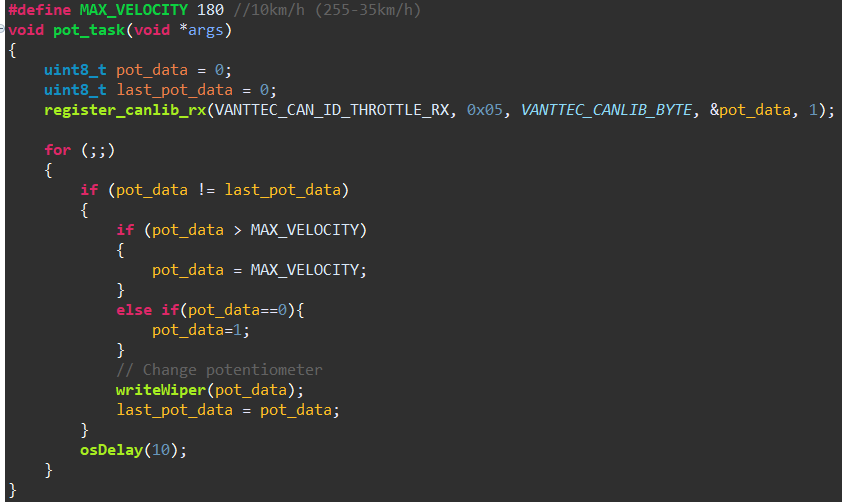 #define MAX_VELOCITY 180 //10km/h (255-35km/h)
void pot_task(void *args)
{
    uint8_t pot_data = 0;
    uint8_t last_pot_data = 0;
    register_canlib_rx(VANTTEC_CAN_ID_THROTTLE_RX, 0x05, VANTTEC_CANLIB_BYTE, &pot_data, 1);

    for (;;)
    {
        if (pot_data != last_pot_data)
        {
            if (pot_data > MAX_VELOCITY)
            {
                pot_data = MAX_VELOCITY;
            }
            else if(pot_data==0){
                pot_data=1;
            }
            // Change potentiometer
            writeWiper(pot_data);
            last_pot_data = pot_data;
        }
        osDelay(10);
    }
}